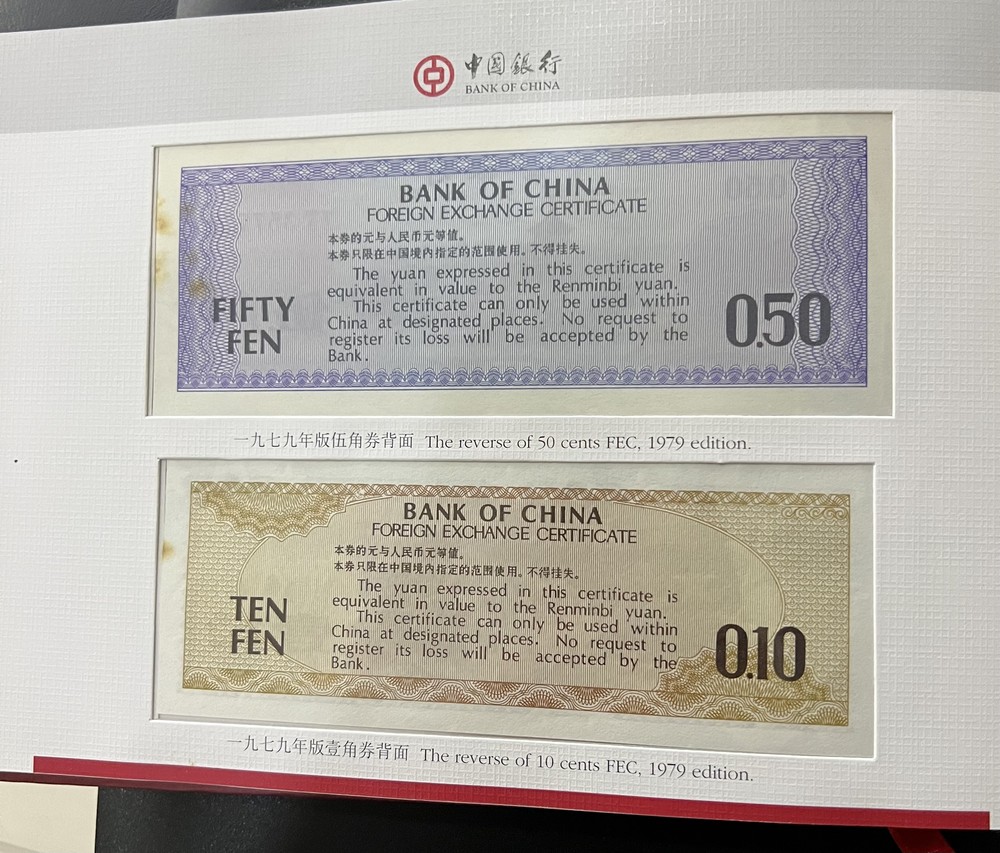 中国銀行
BANK OF CHINA
BANK OF CHINA
FOREIGN EXCHANGE CERTIFICATE
本券的元与人民币元等值。
本券只限在中国境内指定的范围使用。不得挂失。
The yuan expressed in this certificate is
equivalent in value to the Renminbi yuan.
This certificate can only be used within
China at designated places. No request to
register its loss will be accepted by the
Bank.
FIFTY
FEN
0.50
一九七九年版伍角券背面 The reverse of 50 cents FEC, 1979 edition.
BANK OF CHINA
FOREIGN EXCHANGE CERTIFICATE
本券的元与人民币元等值。
本券只限在中国境内指定的范围使用。不得挂失。
The yuan expressed in this certificate is
equivalent in value to the Renminbi yuan.
This certificate can only be used within
China at designated places. No request to
register its loss will be accepted by the
Bank.
TEN
FEN
0.10
一九七九年版壹角券背面 The reverse of 10 cents FEC, 1979 edition.